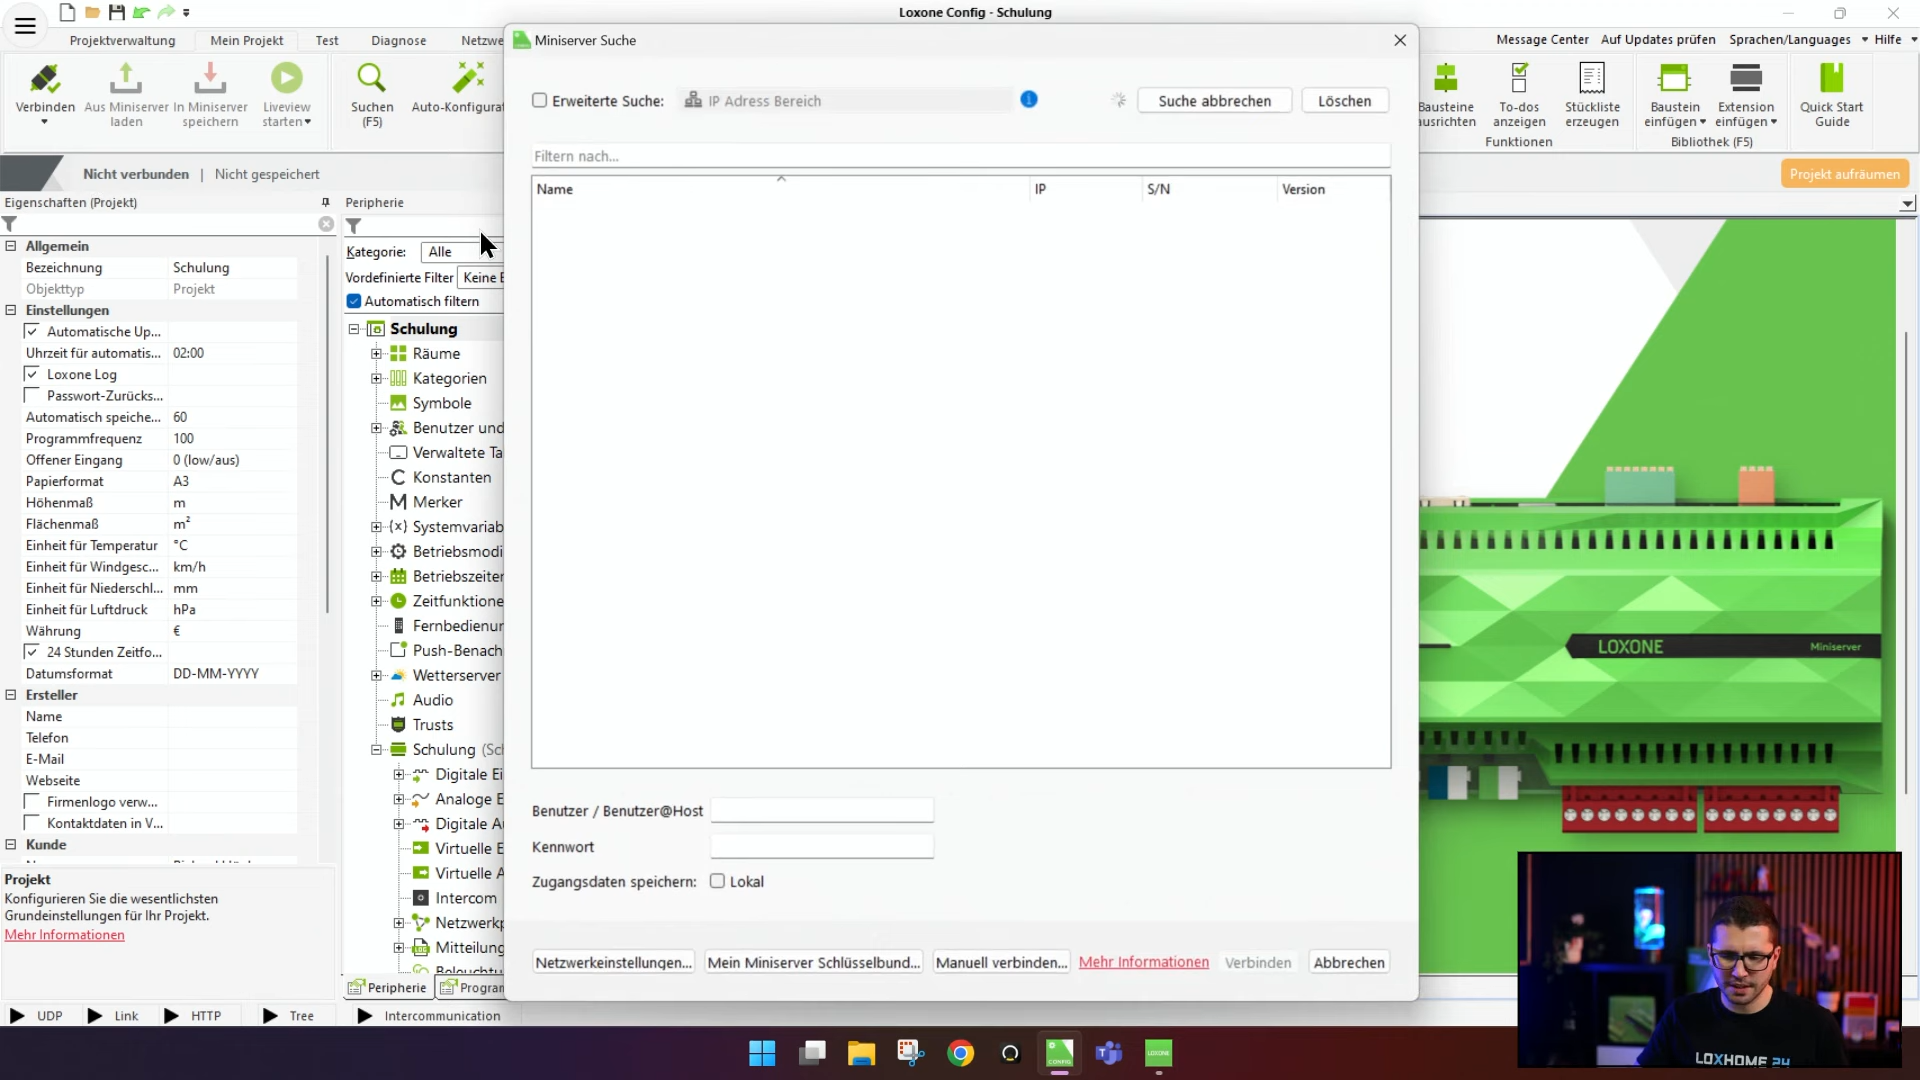 Loxone Config - Schulung
Projektverwaltung
Mein Projekt
Test
Diagnose
Netzwe
Message Center
Auf Updates prüfen
Sprachen/Languages
Hilfe
Verbinden
Aus Miniserver laden
In Miniserver speichern
Liveview starten
Suchen (F5)
Auto-Konfigurat
Bausteine
ausrichten
To-dos anzeigen
Stückliste erzeugen
Funktionen
Baustein einfügen
Extension einfügen
Bibliothek (F5)
Quick Start Guide
Nicht verbunden | Nicht gespeichert
Projekt aufräumen
Eigenschaften (Projekt)
Allgemein
Bezeichnung Schulung
Objekttyp Projekt
Einstellungen
Automatische Up...
Uhrzeit für automatis... 02:00
Loxone Log
Passwort-Zurücks...
Automatisch speiche... 60
Programmfrequenz 100
Offener Eingang 0 (low/aus)
Papierformat A3
Höhenmaß m
Flächenmaß m²
Einheit für Temperatur °C
Einheit für Windgesc... km/h
Einheit für Niederschl... mm
Einheit für Luftdruck hPa
Währung €
24 Stunden Zeitfo...
Datumsformat DD-MM-YYYY
Ersteller
Name
Telefon
E-Mail
Webseite
Firmenlogo verw...
Kontaktdaten in V...
Kunde
Projekt
Konfigurieren Sie die wesentlichsten
Grundeinstellungen für Ihr Projekt.
Mehr Informationen
Peripherie
Kategorie: Alle
Vordefinierte Filter Keine E
Automatisch filtern
Schulung
Räume
Kategorien
Symbole
Benutzer und
Verwaltete Ta
Konstanten
Merker
Systemvariab
Betriebsmodi
Betriebszeiten
Zeitfunktione
Fernbedienun
Push-Benach
Wetterserver
Audio
Trusts
Schulung (Sc
Digitale Ei
Analoge E
Digitale A
Virtuelle E
Virtuelle A
Intercom
Netzwerkp
Mitteilung
Beleuchtu
Peripherie
Program
UDP
Link
HTTP
Tree
Intercommunication
Miniserver Suche
Erweiterte Suche: IP Adress Bereich
Suche abbrechen
Löschen
Filtern nach...
Name IP S/N Version
Benutzer / Benutzer@Host
Kennwort
Zugangsdaten speichern: Lokal
Netzwerkeinstellungen...
Mein Miniserver Schlüsselbund...
Manuell verbinden...
Mehr Informationen
Verbinden
Abbrechen
LOXONE Miniserver
CONFIG
LOXONE
LOXHOME 24